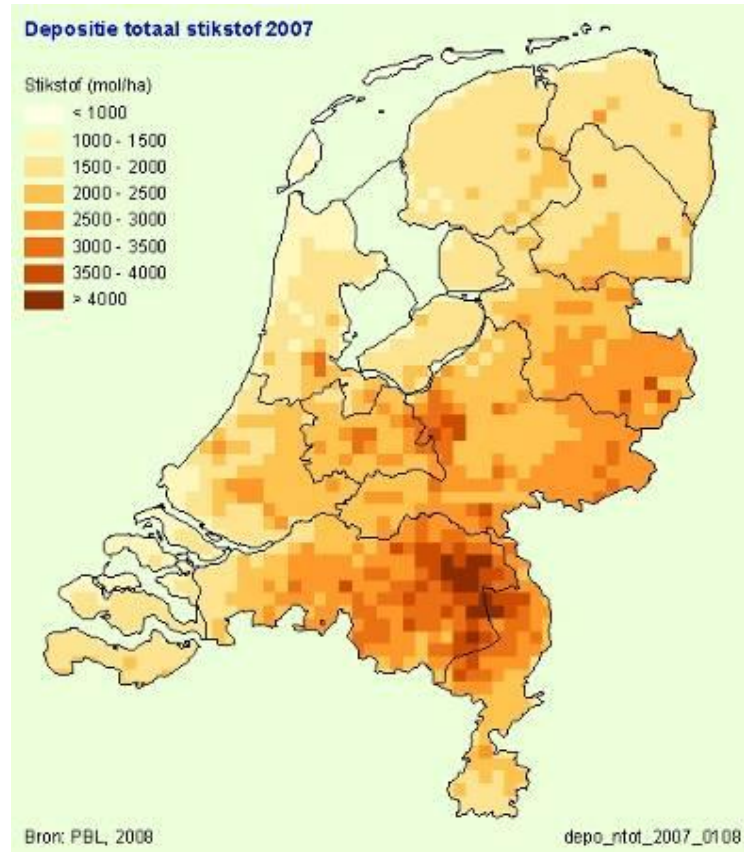 Depositie totaal stikstof 2007
Stikstof (mol/ha)
< 1000
1000 - 1500
1500 - 2000
2000 - 2500
2500 - 3000
3000 - 3500
3500 - 4000
> 4000
Bron: PBL, 2008
depo_ntot_2007_0108